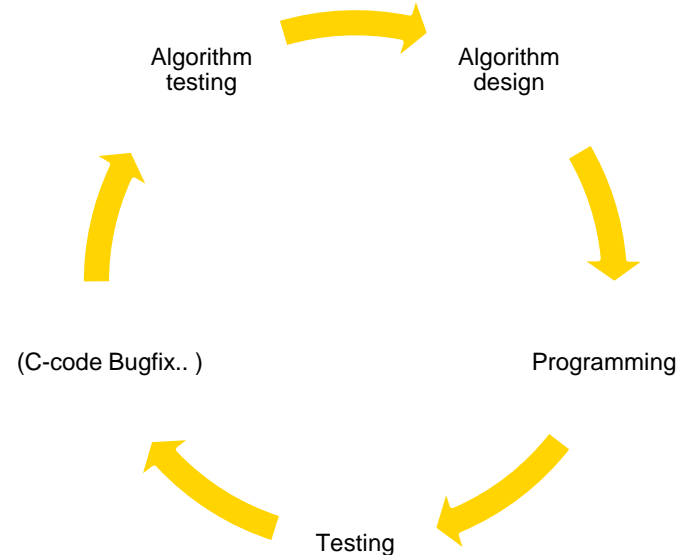 Algorithm
testing
Algorithm
design
(C-code Bugfix.. )
Programming
Testing